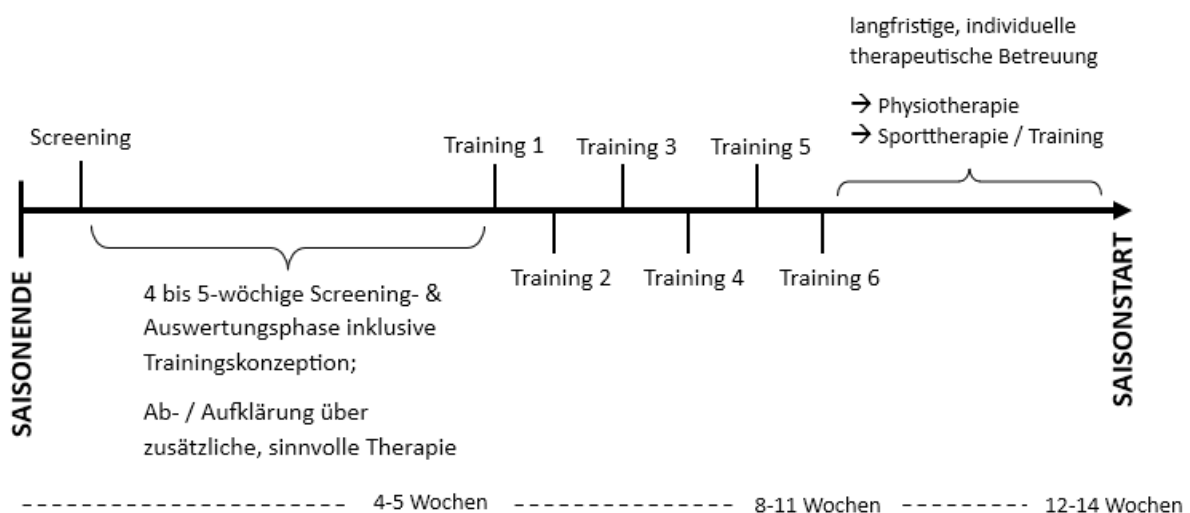 langfristige, individuelle
therapeutische Betreuung
→ Physiotherapie
→ Sporttherapie / Training
Screening
Training 1
Training 3
Training 5
Training 2
Training 4
Training 6
SAISONENDE
SAISONSTART
4 bis 5-wöchige Screening- &
Auswertungsphase inklusive
Trainingskonzeption;
Ab- / Aufklärung über
zusätzliche, sinnvolle Therapie
4-5 Wochen
8-11 Wochen
12-14 Wochen